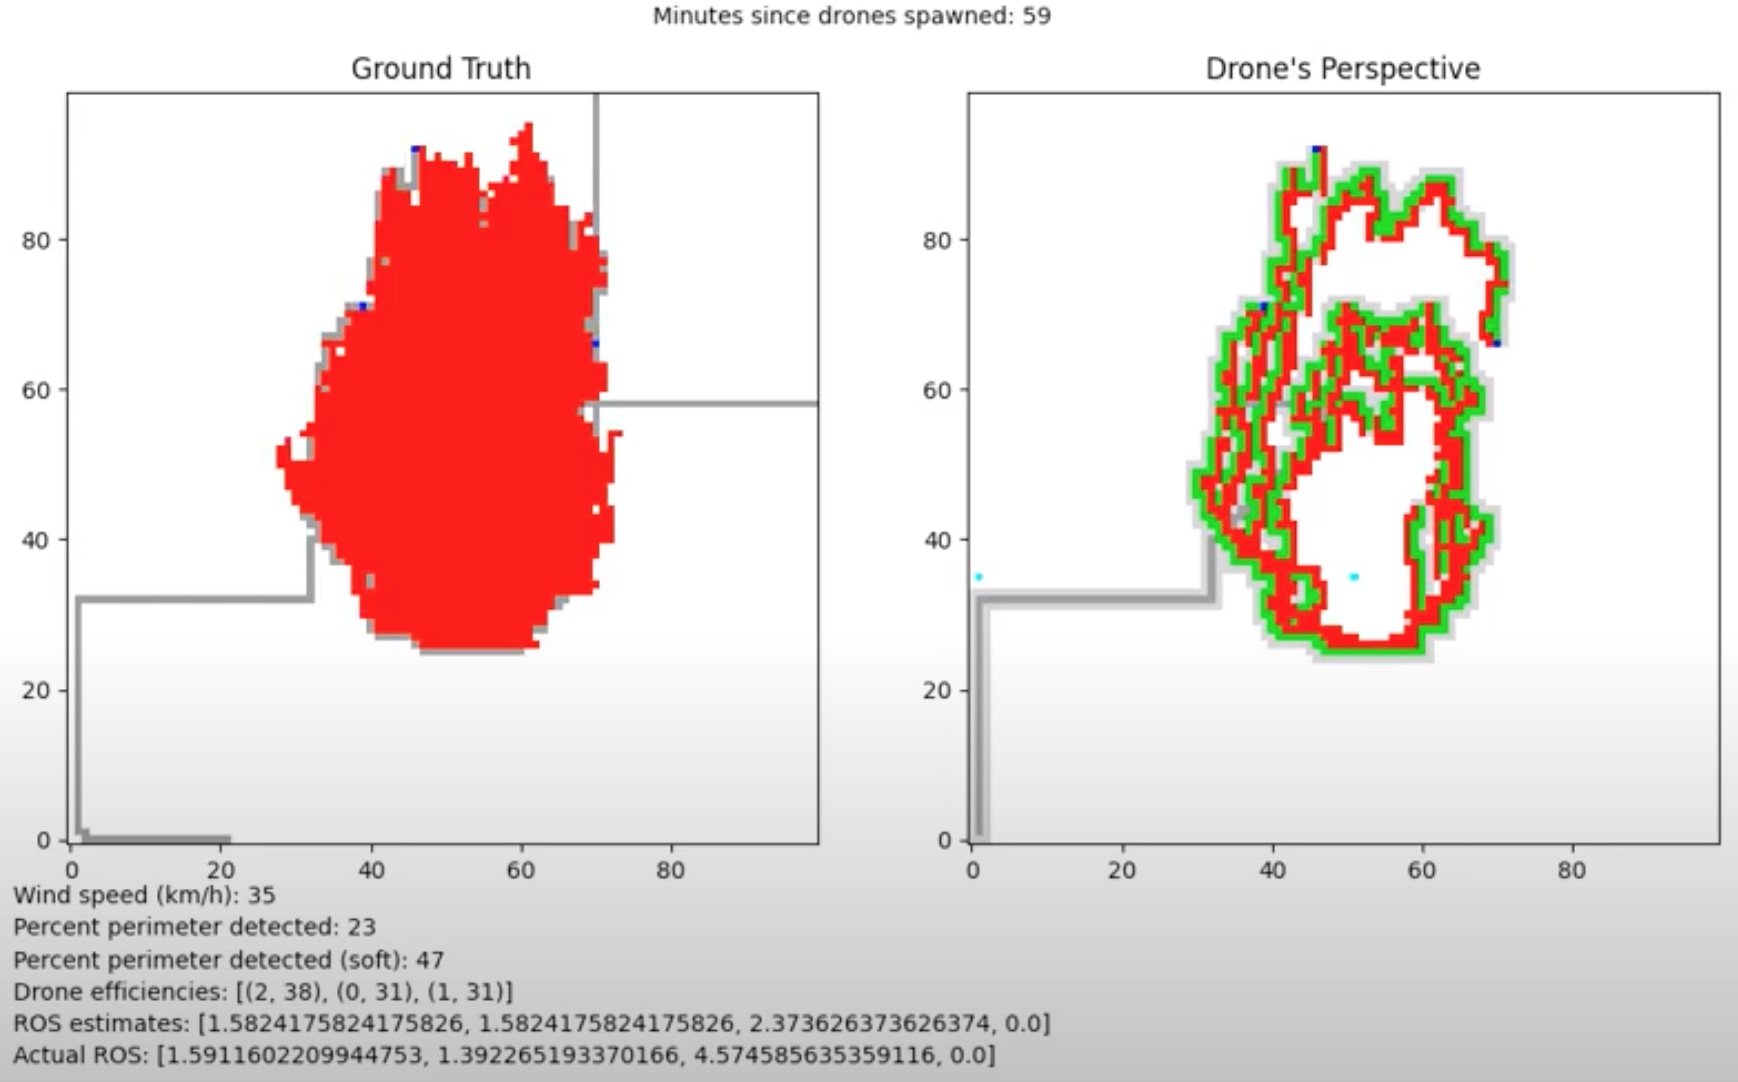 Minutes since drones spawned: 59
Ground Truth
Drone's Perspective
80
60
40
20
0
0 20 40 60 80
80
60
40
20
0
0 20 40 60 80
Wind speed (km/h): 35
Percent perimeter detected: 23
Percent perimeter detected (soft): 47
Drone efficiencies: [(2, 38), (0, 31), (1, 31)]
ROS estimates: [1.5824175824175826, 1.5824175824175826, 2.373626373626374, 0.0]
Actual ROS: [1.5911602209944753, 1.392265193370166, 4.574585635359116, 0.0]